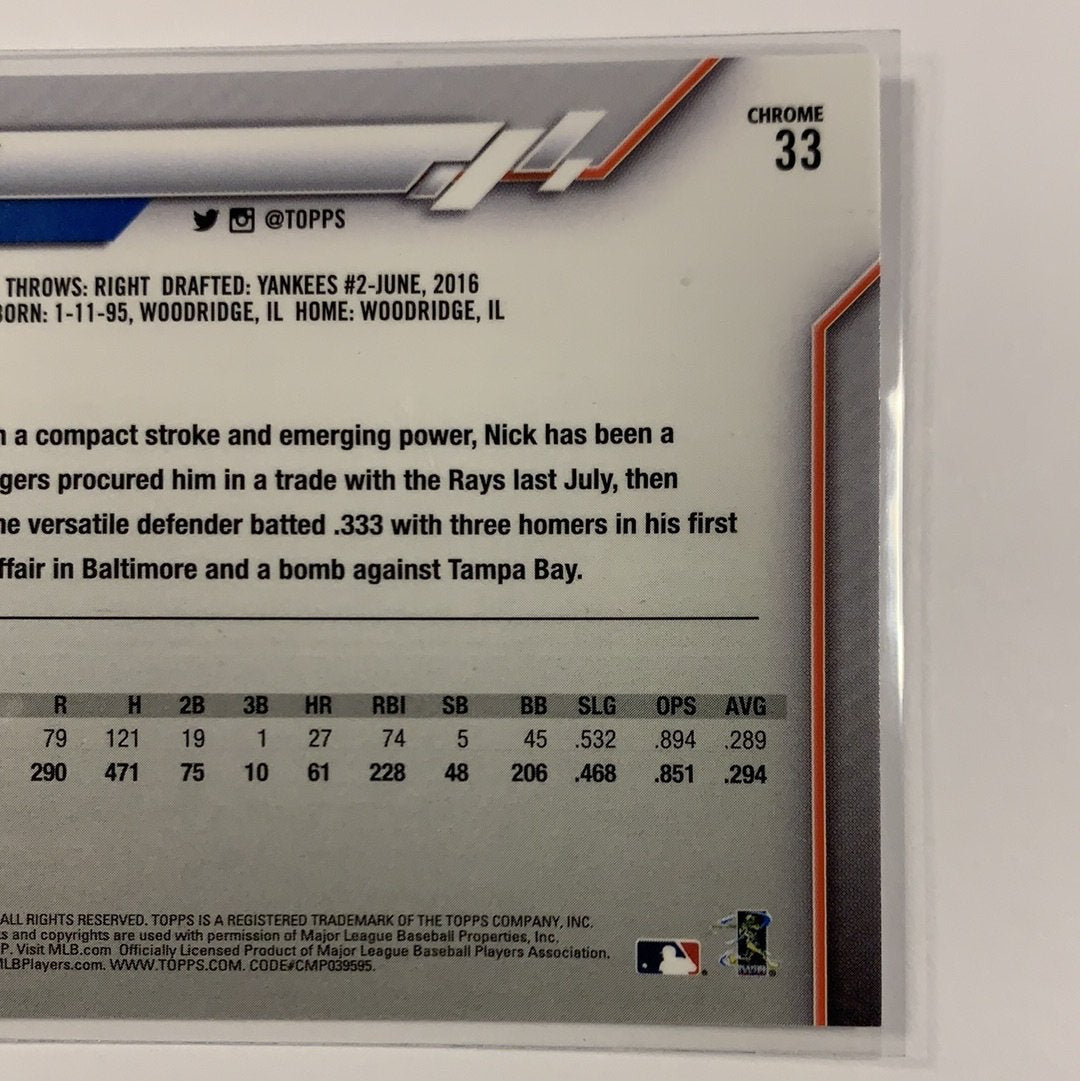 CHROME
33
@TOPPS
THROWS: RIGHT DRAFTED: YANKEES #2-JUNE, 2016
BORN: 1-11-95, WOODRIDGE, IL HOME: WOODRIDGE, IL
a compact stroke and emerging power, Nick has been a
gers procured him in a trade with the Rays last July, then
he versatile defender batted .333 with three homers in his first
ffair in Baltimore and a bomb against Tampa Bay.
R H 2B 3B HR RBI SB BB SLG OPS AVG
79 121 19 1 27 74 5 45 .532 .894 .289
290 471 75 10 61 228 48 206 .468 .851 .294
ALL RIGHTS RESERVED. TOPPS IS A REGISTERED TRADEMARK OF THE TOPPS COMPANY, INC.
s and copyrights are used with permission of Major League Baseball Properties, Inc.
P. Visit MLB.com Officially Licensed Product of Major League Baseball Players Association.
MLBPlayers.com. WWW.TOPPS.COM. CODE#CMP039595.